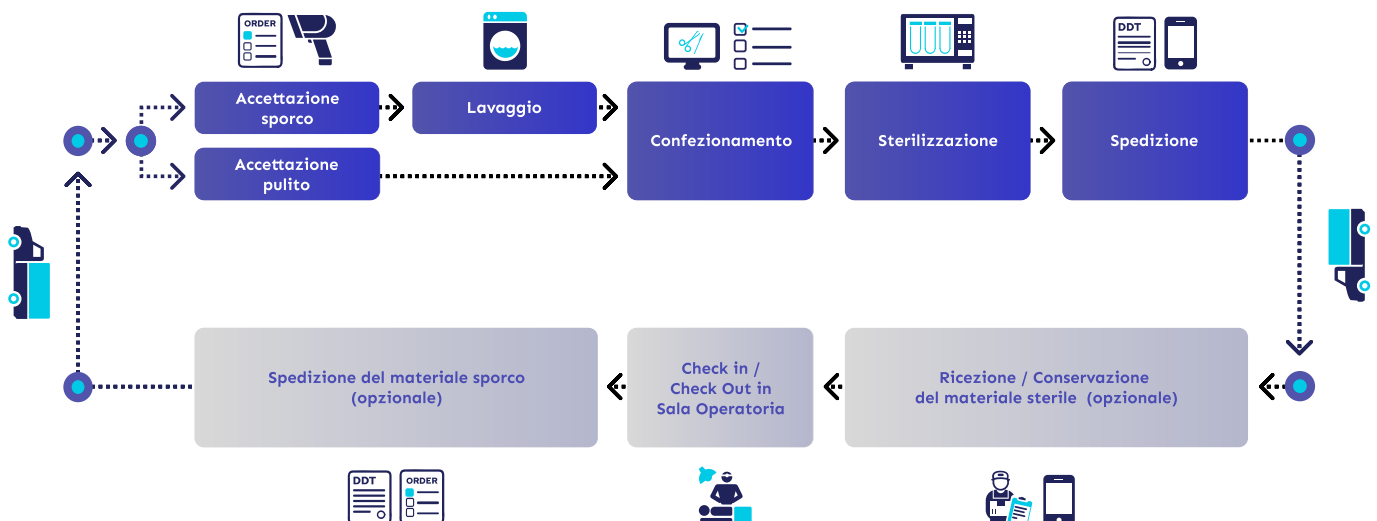 ORDER
DDT
Accettazione
sporco
Lavaggio
Confezionamento
Sterilizzazione
Spedizione
Accettazione
pulito
Spedizione del materiale sporco
(opzionale)
Check in /
Check Out in
Sala Operatoria
Ricezione / Conservazione
del materiale sterile (opzionale)
DDT
ORDER